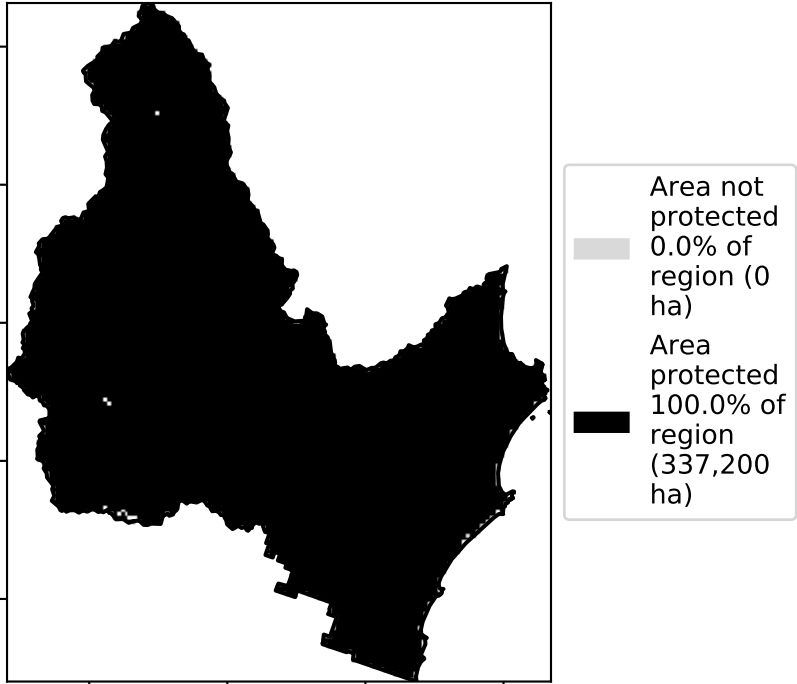 Area not
protected
0.0% of
region (0
ha)
Area
protected
100.0% of
region
(337,200
ha)